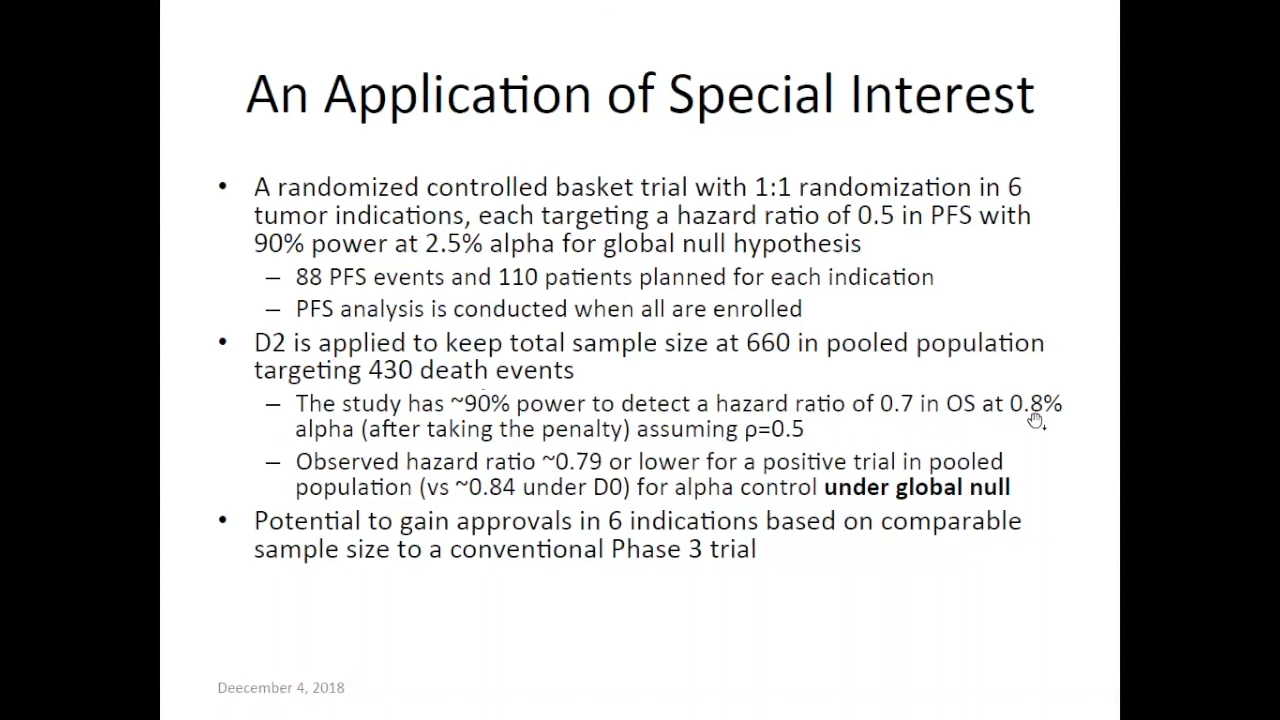 An Application of Special Interest
• A randomized controlled basket trial with 1:1 randomization in 6
tumor indications, each targeting a hazard ratio of 0.5 in PFS with
90% power at 2.5% alpha for global null hypothesis
– 88 PFS events and 110 patients planned for each indication
– PFS analysis is conducted when all are enrolled
• D2 is applied to keep total sample size at 660 in pooled population
targeting 430 death events
– The study has ~90% power to detect a hazard ratio of 0.7 in OS at 0.8%
alpha (after taking the penalty) assuming ρ=0.5
– Observed hazard ratio ~0.79 or lower for a positive trial in pooled
population (vs ~0.84 under D0) for alpha control under global null
• Potential to gain approvals in 6 indications based on comparable
sample size to a conventional Phase 3 trial
Deecember 4, 2018